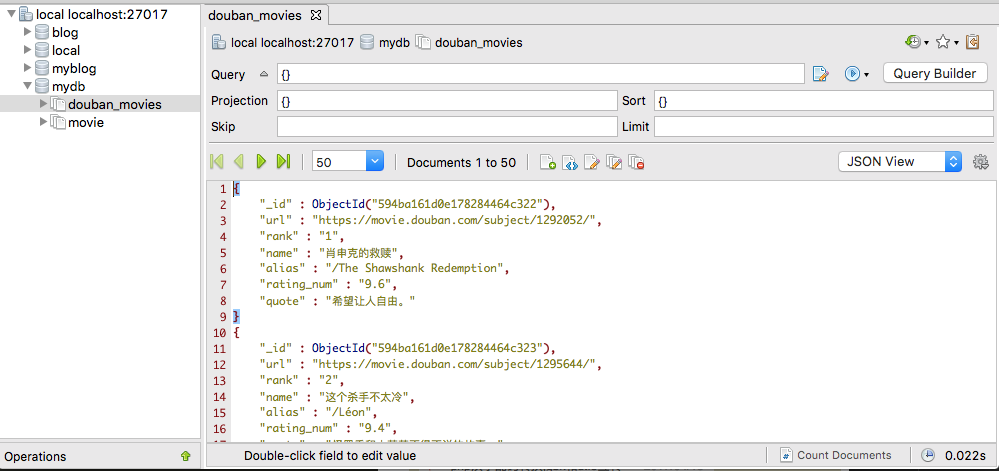 local localhost:27017
blog
local
myblog
mydb
douban_movies
movie
Operations
douban_movies
local localhost:27017 mydb douban_movies
Query {} Query Builder
Projection {} Sort {}
Skip Limit
50 Documents 1 to 50 JSON View
1 {
2 "_id" : ObjectId("594ba161d0e178284464c322"),
3 "url" : "https://movie.douban.com/subject/1292052/",
4 "rank" : "1",
5 "name" : "肖申克的救赎",
6 "alias" : "/The Shawshank Redemption",
7 "rating_num" : "9.6",
8 "quote" : "希望让人自由。"
9 }
10 {
11 "_id" : ObjectId("594ba161d0e178284464c323"),
12 "url" : "https://movie.douban.com/subject/1295644/",
13 "rank" : "2",
14 "name" : "这个杀手不太冷",
15 "alias" : "/Léon",
16 "rating_num" : "9.4",
Double-click field to edit value # Count Documents 0.022s